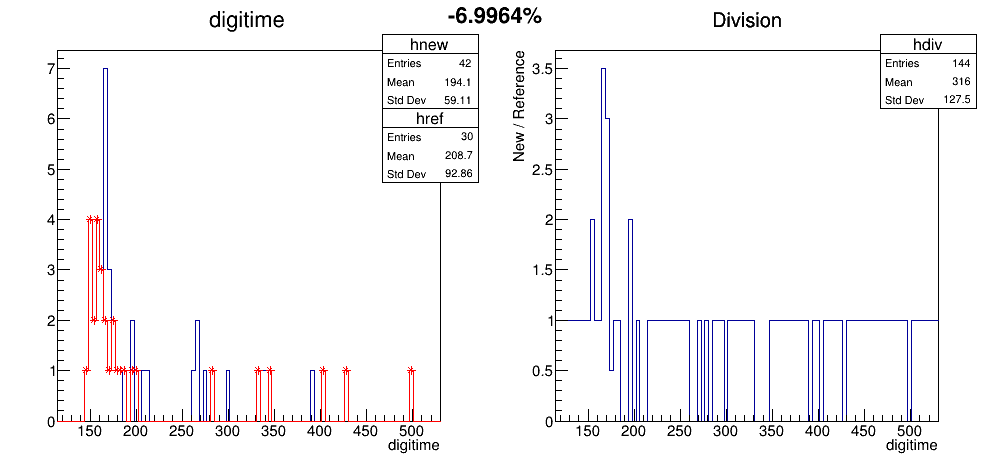 -6.9964%
digitime
hnew
Entries 42
Mean 194.1
Std Dev 59.11
href
Entries 30
Mean 208.7
Std Dev 92.86
7
6
5
4
3
2
1
0
150 200 250 300 350 400 450 500
digitime
Division
hdiv
Entries 144
Mean 316
Std Dev 127.5
New / Reference
3.5
3
2.5
2
1.5
1
0.5
0
150 200 250 300 350 400 450 500
digitime